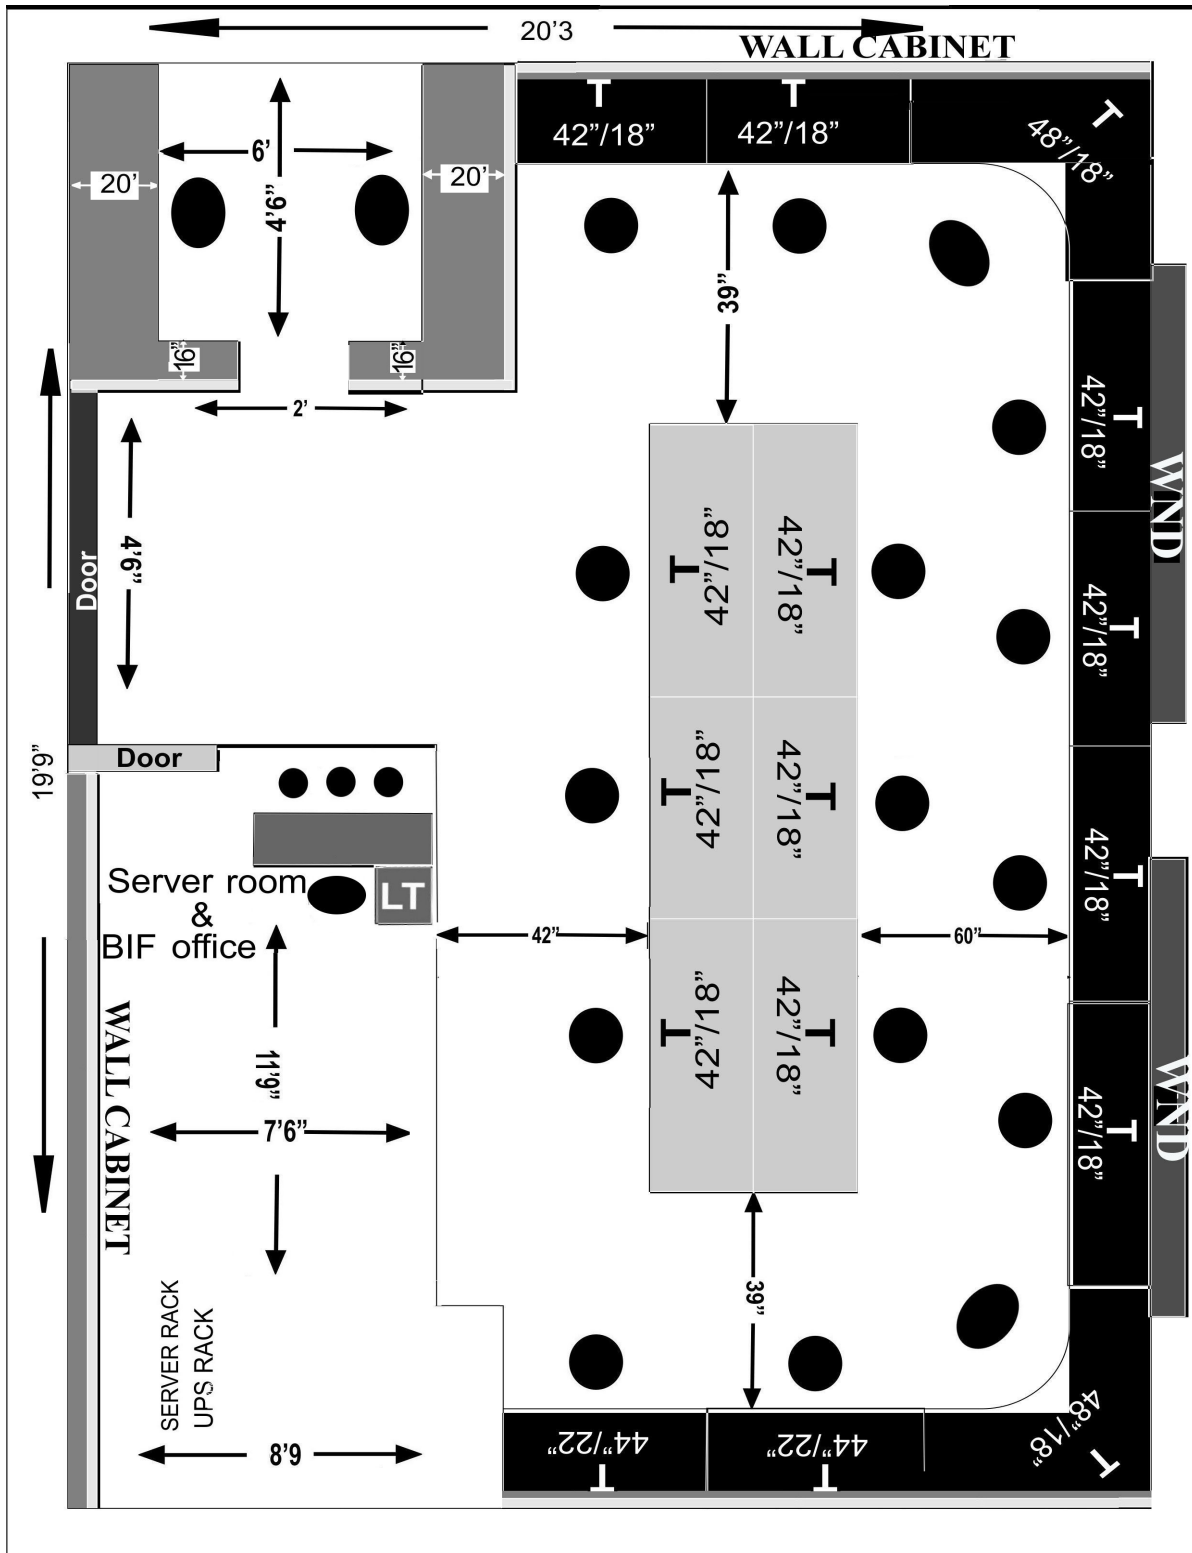 20'3
WALL CABINET
T
42”/18”
T
42”/18”
T
48”/18”
6'
4'6”
20'
20'
16”
16”
2'
39”
Door
4'6”
T
42”/18”
WND
T
42”/18”
T
42”/18”
T
42”/18”
19'9”
Door
T
42”/18”
T
42”/18”
T
42”/18”
Server room
&
BIF office
LT
42”
60”
WALL CABINET
11'9”
7'6”
T
42”/18”
T
42”/18”
T
42”/18”
WND
39”
SERVER RACK
UPS RACK
8'9
44”/22”
T
44”/22”
T
48”/18”
T